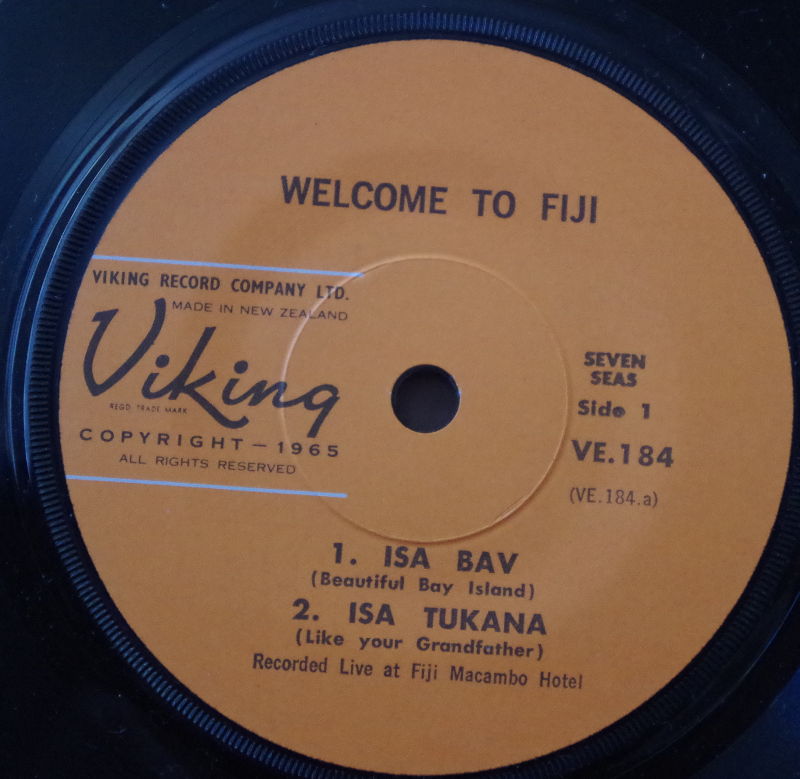 WELCOME TO FIJI
VIKING RECORD COMPANY LTD.
MADE IN NEW ZEALAND
Viking
REGD. TRADE MARK
COPYRIGHT — 1965
ALL RIGHTS RESERVED
SEVEN
SEAS
Side 1
VE.184
(VE.184.a)
1. ISA BAV
(Beautiful Bay Island)
2. ISA TUKANA
(Like your Grandfather)
Recorded Live at Fiji Macambo Hotel